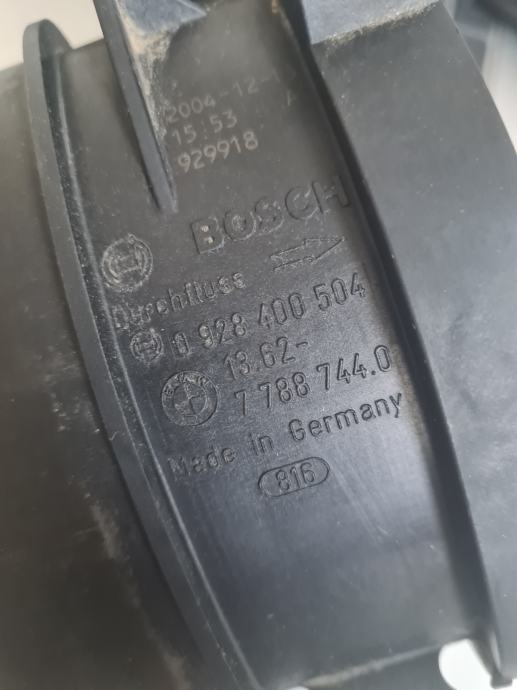 2004-12-1
15:53
929918
BOSCH
Durchfluss
0 928 400 504
13.62-
7 788 744.0
Made in Germany
816